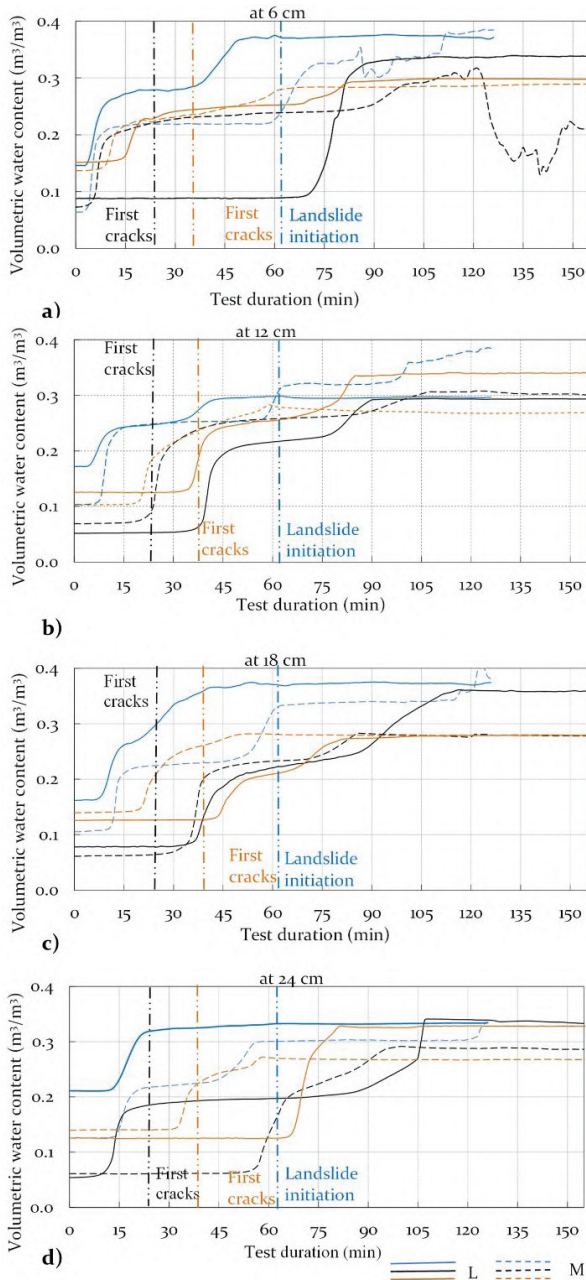 at 6 cm
Volumetric water content (m³/m³)
0.4
0.3
0.2
0.1
0.0
First
cracks
First
cracks
Landslide
initiation
0 15 30 45 60 75 90 105 120 135 150
Test duration (min)
a)
at 12 cm
Volumetric water content (m³/m³)
0.4
0.3
0.2
0.1
0.0
First
cracks
First
cracks
Landslide
initiation
0 15 30 45 60 75 90 105 120 135 150
Test duration (min)
b)
at 18 cm
Volumetric water content (m³/m³)
0.4
0.3
0.2
0.1
0.0
First
cracks
First
cracks
Landslide
initiation
0 15 30 45 60 75 90 105 120 135 150
Test duration (min)
c)
at 24 cm
Volumetric water content (m³/m³)
0.4
0.3
0.2
0.1
0.0
First
cracks
First
cracks
Landslide
initiation
0 15 30 45 60 75 90 105 120 135 150
Test duration (min)
d)
L M